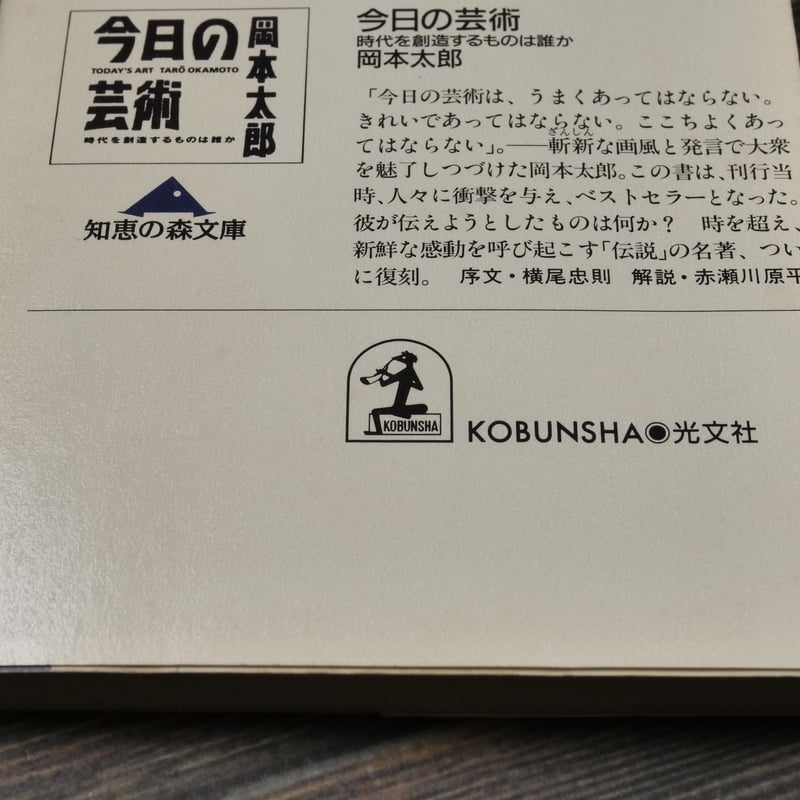 今日の
芸術
岡本太郎
TODAY'S ART TARŌ OKAMOTO
時代を創造するものは誰か
知恵の森文庫
今日の芸術
時代を創造するものは誰か
岡本太郎
「今日の芸術は、うまくあってはならない。
きれいであってはならない。ここちよくあっ
ざんしん
てはならない」。――斬新な画風と発言で大衆
を魅了しつづけた岡本太郎。この書は、刊行当
時、人々に衝撃を与え、ベストセラーとなった。
彼が伝えようとしたものは何か？　時を超え、
新鮮な感動を呼び起こす「伝説」の名著、つい
に復刻。　序文・横尾忠則　解説・赤瀬川原平
KOBUNSHA
KOBUNSHA◉光文社